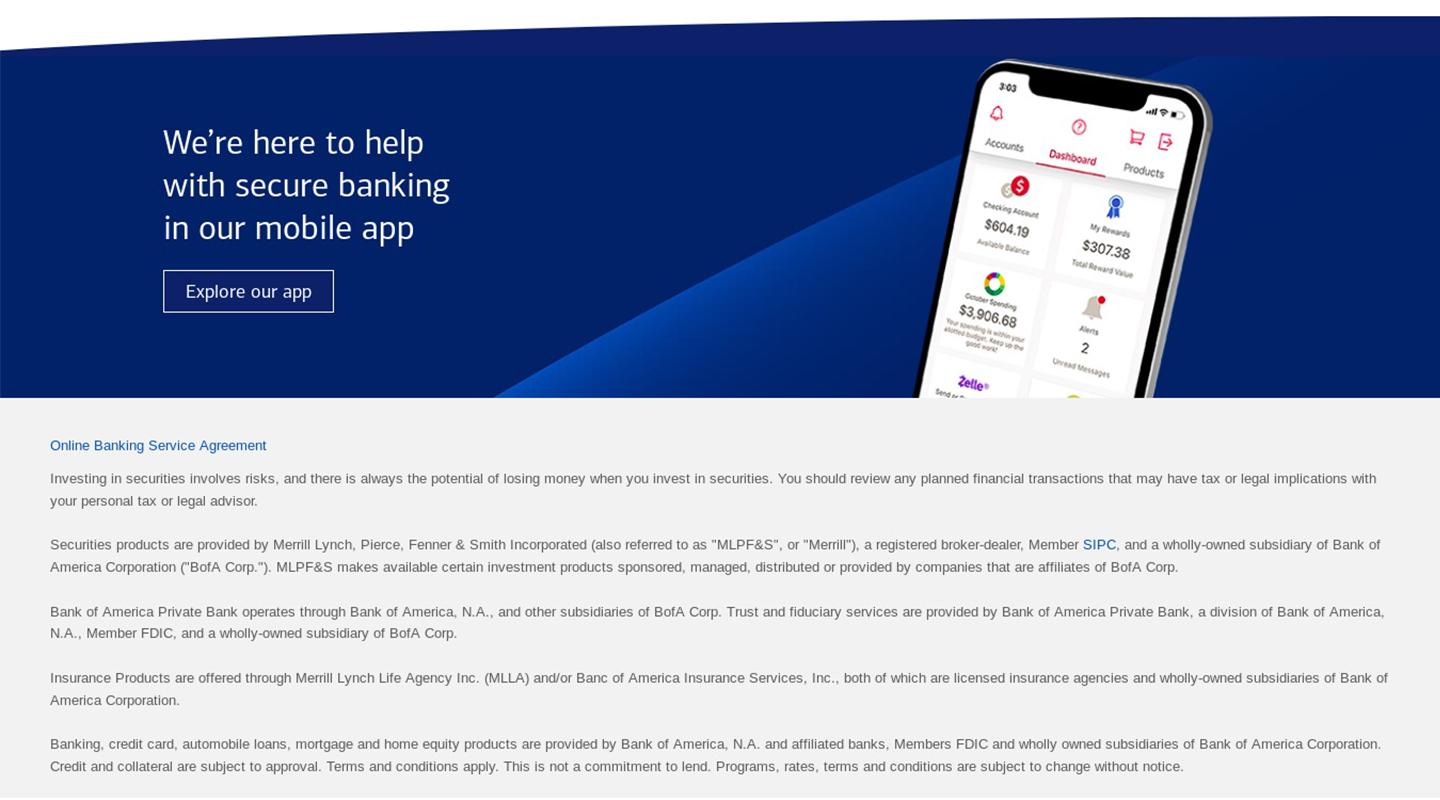 We're here to help
with secure banking
in our mobile app
Explore our app
3:03
Accounts
Dashboard
Products
Checking Account
$604.19
Available Balance
My Rewards
$307.38
Total Reward Value
October Spending
$3,906.68
Your spending is within your
allotted budget. Keep up the
good work!
Alerts
2
Unread Messages
Zelle®
Send or
Online Banking Service Agreement
Investing in securities involves risks, and there is always the potential of losing money when you invest in securities. You should review any planned financial transactions that may have tax or legal implications with
your personal tax or legal advisor.
Securities products are provided by Merrill Lynch, Pierce, Fenner & Smith Incorporated (also referred to as "MLPF&S", or "Merrill"), a registered broker-dealer, Member SIPC, and a wholly-owned subsidiary of Bank of
America Corporation ("BofA Corp."). MLPF&S makes available certain investment products sponsored, managed, distributed or provided by companies that are affiliates of BofA Corp.
Bank of America Private Bank operates through Bank of America, N.A., and other subsidiaries of BofA Corp. Trust and fiduciary services are provided by Bank of America Private Bank, a division of Bank of America,
N.A., Member FDIC, and a wholly-owned subsidiary of BofA Corp.
Insurance Products are offered through Merrill Lynch Life Agency Inc. (MLLA) and/or Banc of America Insurance Services, Inc., both of which are licensed insurance agencies and wholly-owned subsidiaries of Bank of
America Corporation.
Banking, credit card, automobile loans, mortgage and home equity products are provided by Bank of America, N.A. and affiliated banks, Members FDIC and wholly owned subsidiaries of Bank of America Corporation.
Credit and collateral are subject to approval. Terms and conditions apply. This is not a commitment to lend. Programs, rates, terms and conditions are subject to change without notice.